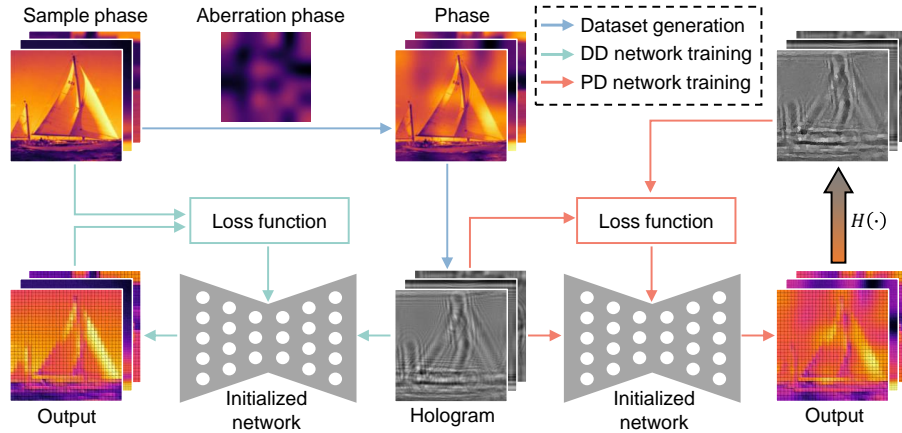 Sample phase
Aberration phase
Phase
Dataset generation
DD network training
PD network training
Loss function
Loss function
H(·)
Output
Initialized
network
Hologram
Initialized
network
Output